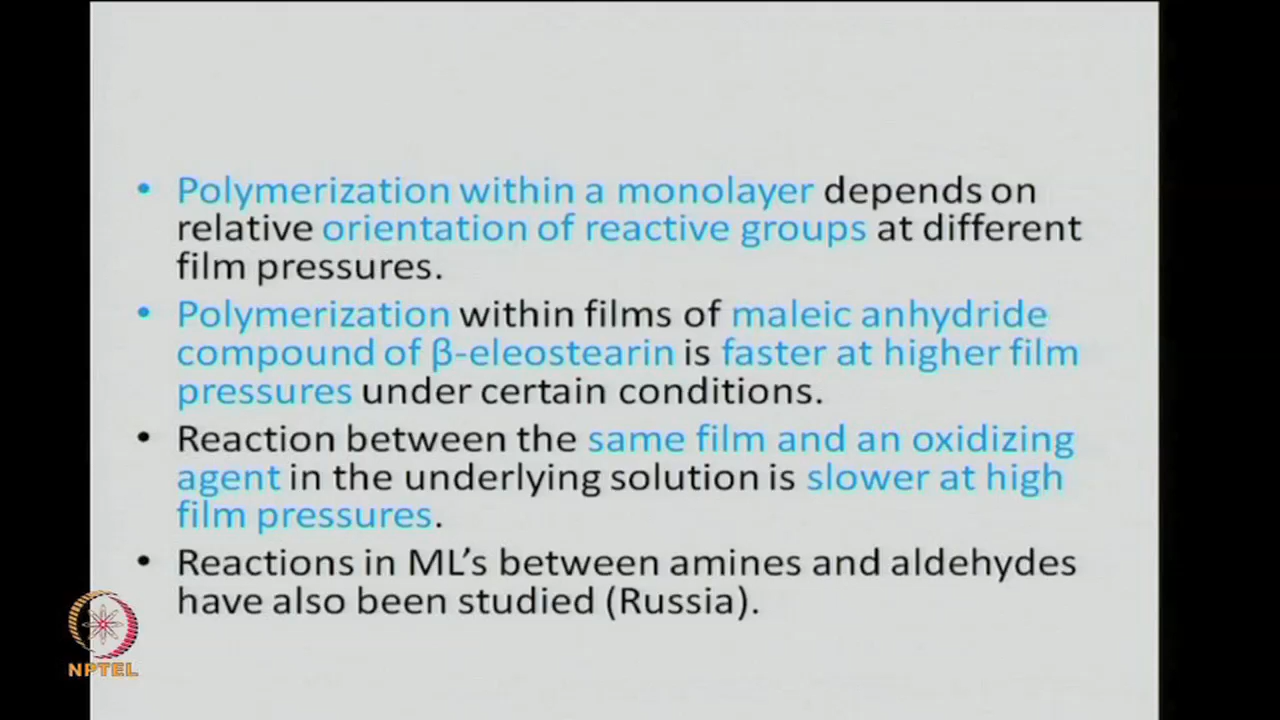 • Polymerization within a monolayer depends on
relative orientation of reactive groups at different
film pressures.
• Polymerization within films of maleic anhydride
compound of β-eleostearin is faster at higher film
pressures under certain conditions.
• Reaction between the same film and an oxidizing
agent in the underlying solution is slower at high
film pressures.
• Reactions in ML’s between amines and aldehydes
have also been studied (Russia).
NPTEL